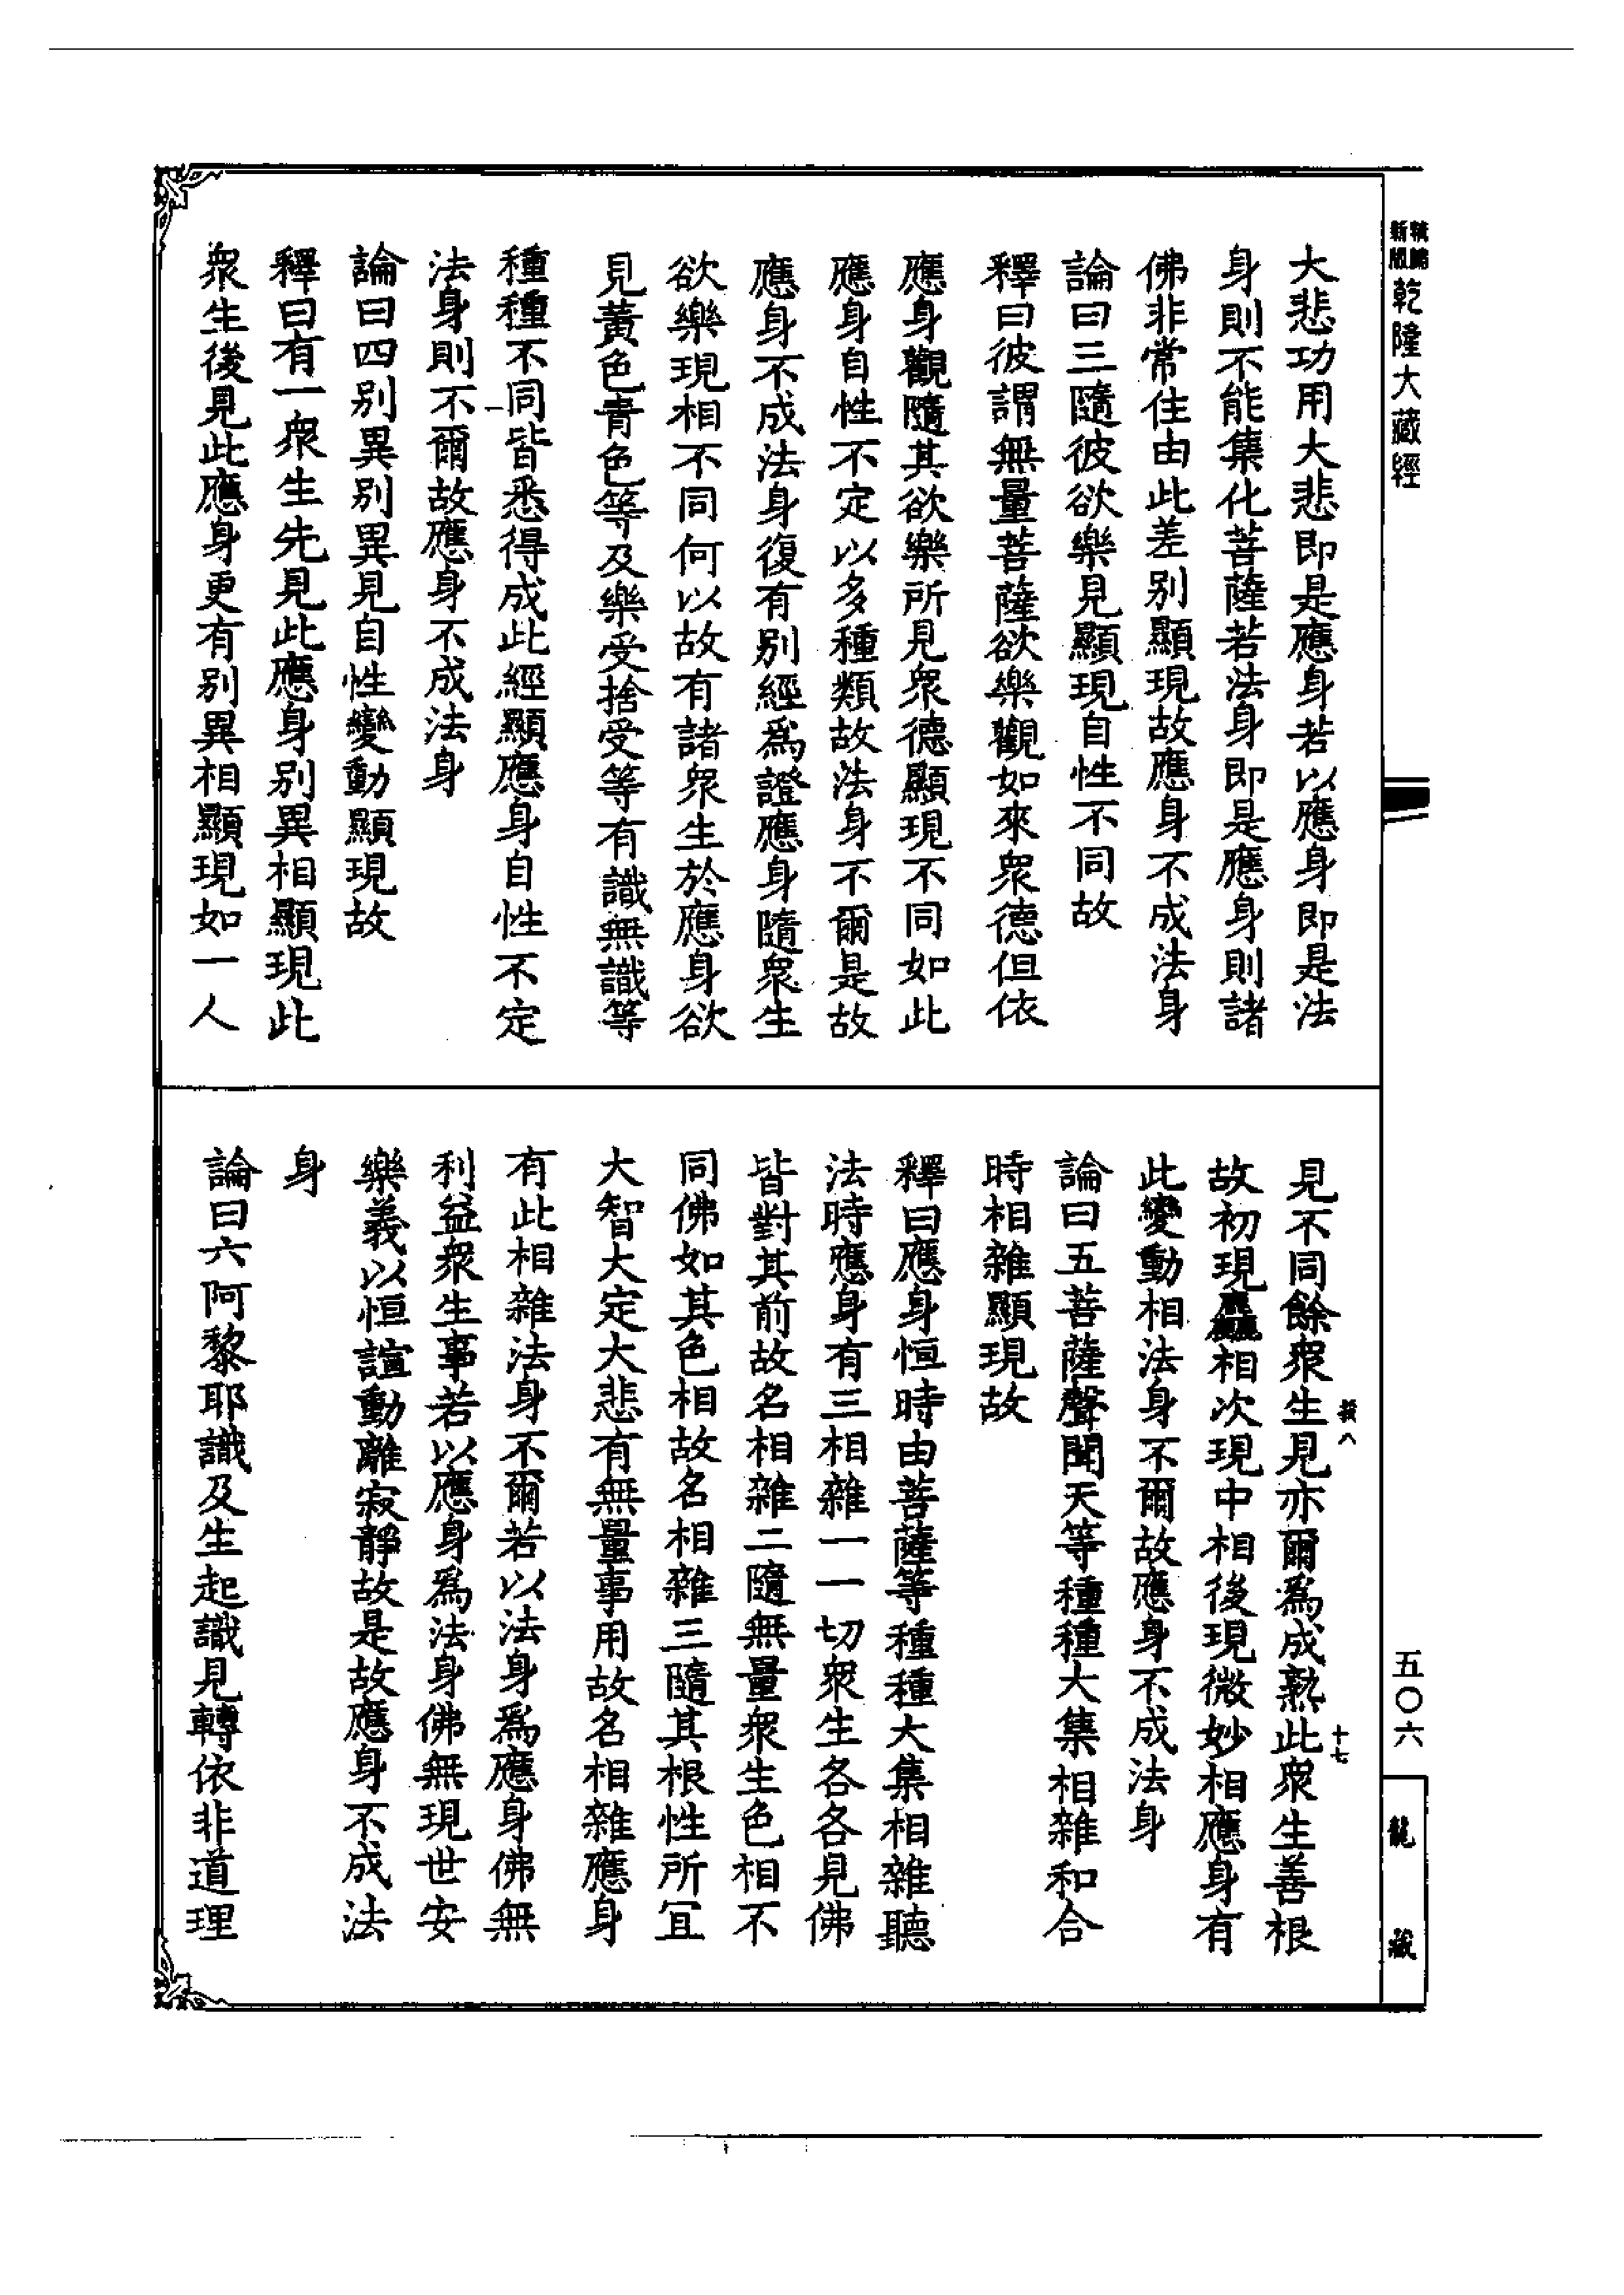 新版
乾隆大藏經
大悲功用大悲即是應身若以應身即是法
身則不能集化菩薩若法身即是應身則諸
佛非常住由此差別顯現故應身不成法身
論曰三隨彼欲樂見顯現自性不同故
釋曰彼謂無量菩薩欲樂觀如來衆德但依
應身觀隨其欲樂所見衆德顯現不同如此
應身自性不定以多種類故法身不爾是故
應身不成法身復有別經爲證應身隨衆生
欲樂現相不同何以故有諸衆生於應身欲
見黃色青色等及樂受捨受等有識無識等
種種不同皆悉得成此經顯應身自性不定
法身則不爾故應身不成法身
論曰四別異別異見自性變動顯現故
釋曰有一衆生先見此應身別異相顯現此
衆生後見此應身更有別異相顯現如一人
見不同餘衆生見亦爾爲成熟此衆生善根
故初現麤相次現中相後現微妙相應身有
此變動相法身不爾故應身不成法身
論曰五菩薩聲聞天等種種大集相雜和合
時相雜顯現故
釋曰應身恒時由菩薩等種種大集相雜聽
法時應身有三相雜一一切衆生各各見佛
皆對其前故名相雜二隨無量衆生色相不
同佛如其色相故名相雜三隨其根性所冝
大智大定大悲有無量事用故名相雜應身
有此相雜法身不爾若以法身爲應身佛無
利益衆生事若以應身爲法身佛無現世安
樂義以恒諠動離寂靜故是故應身不成法
身
論曰六阿黎耶識及生起識見轉依非道理
十七
五〇六
龍藏